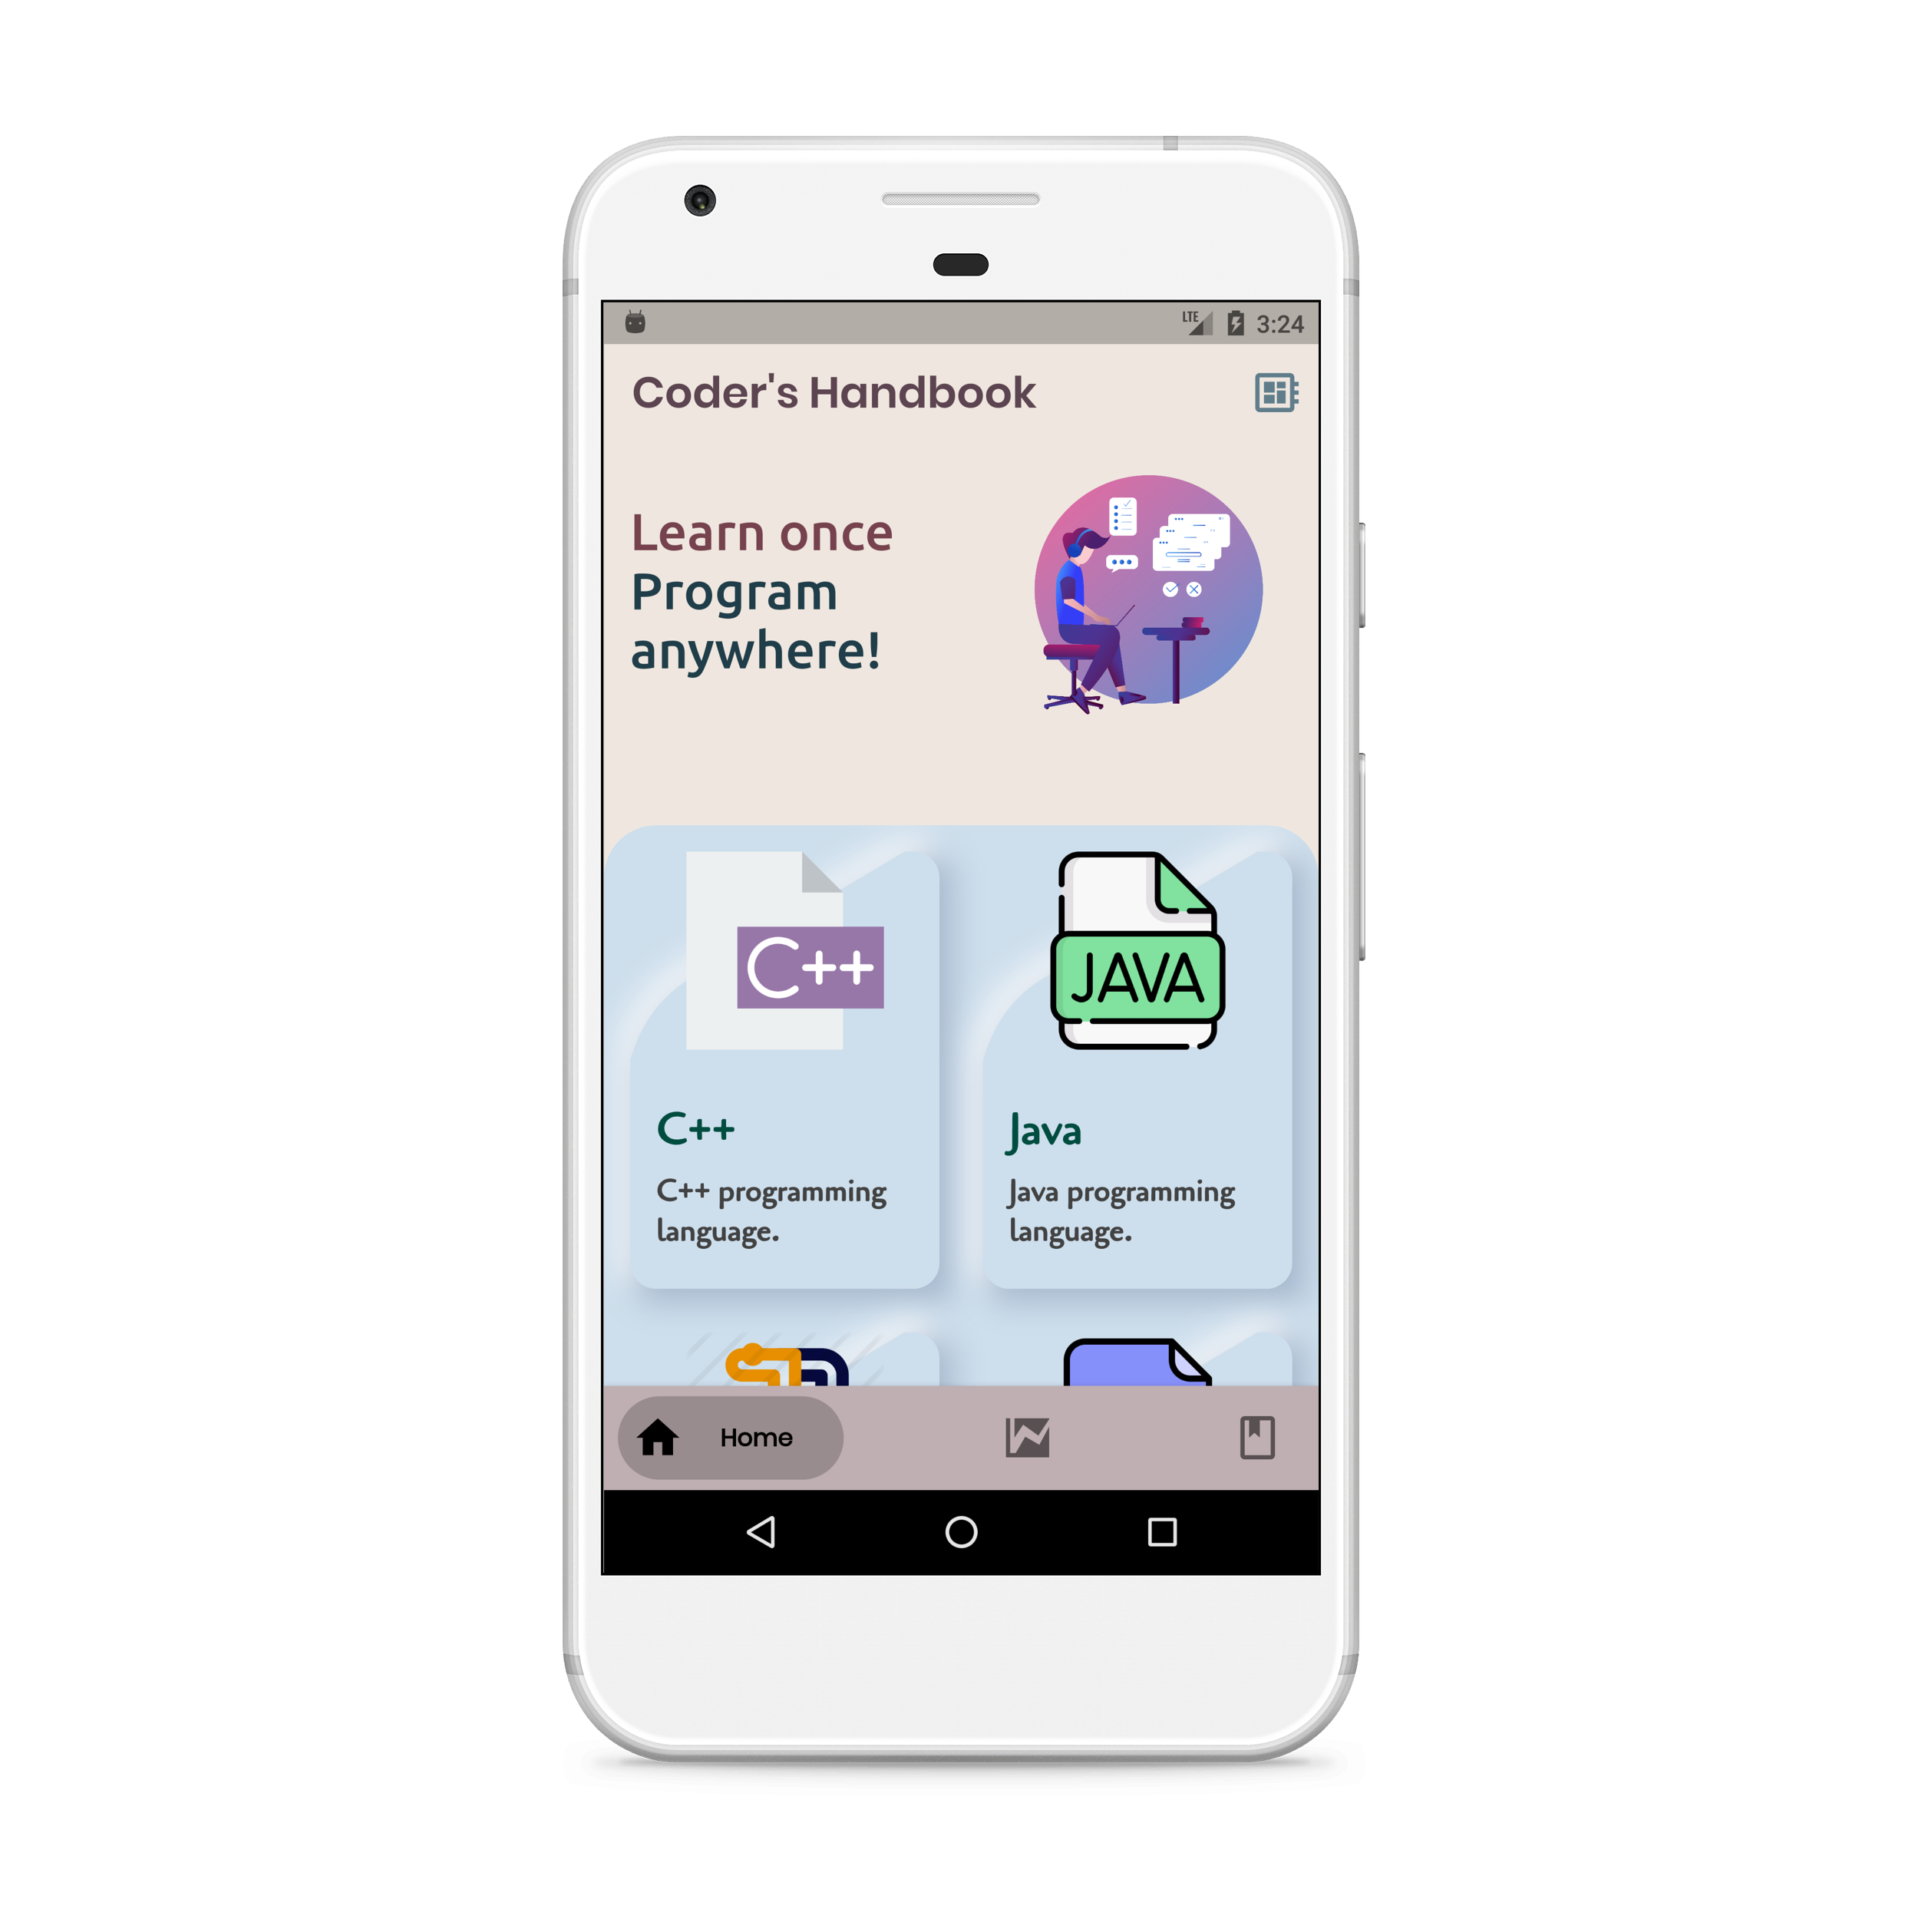 LTE 3:24
Coder's Handbook
Learn once
Program
anywhere!
C++
JAVA
C++
Java
C++ programming
language.
Java programming
language.
Home